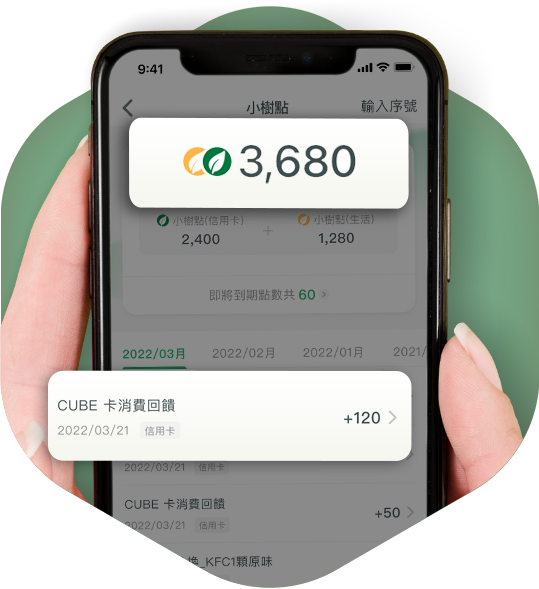 9:41
小樹點
輸入序號
3,680
小樹點(信用卡)
2,400
+
小樹點(生活)
1,280
即將到期點數共 60
2022/03月
2022/02月
2022/01月
2021/
CUBE 卡消費回饋
+120
2022/03/21 信用卡
2022/03/21 信用卡
CUBE 卡消費回饋
+50
2022/03/21 信用卡
換_KFC1顆原味